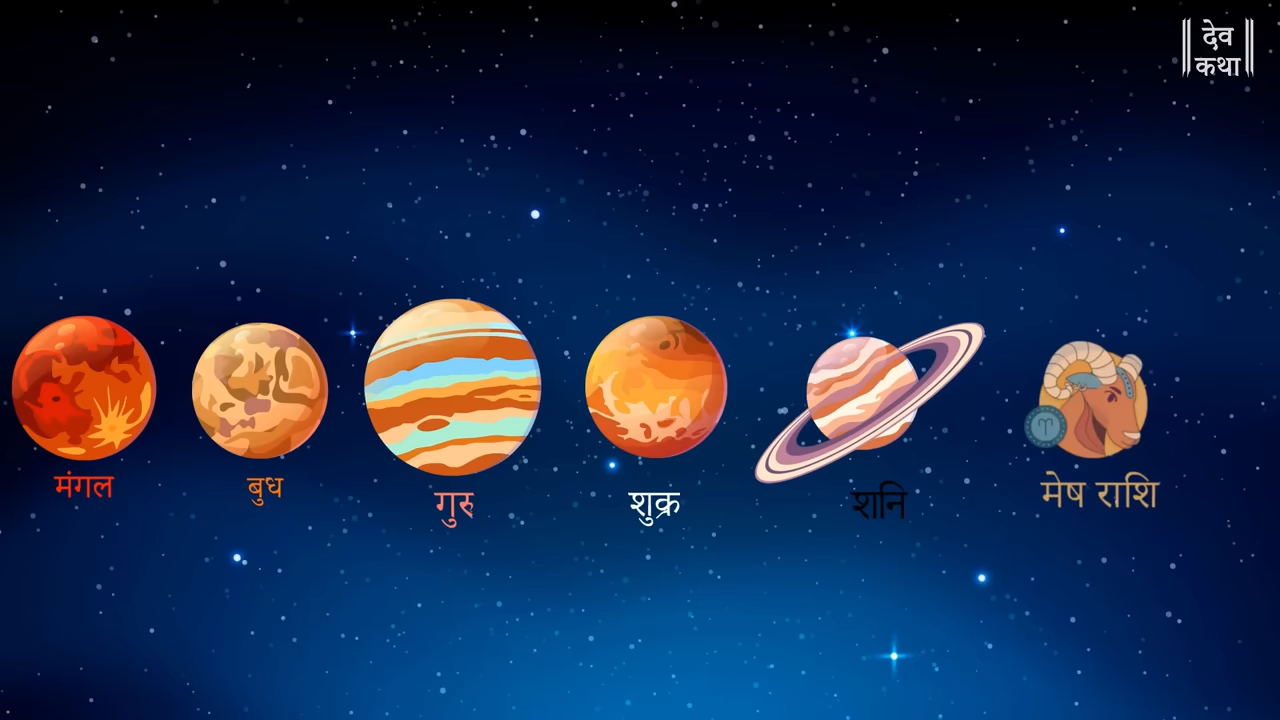 देव
कथा
मंगल
बुध
गुरु
शुक्र
शनि
मेष राशि